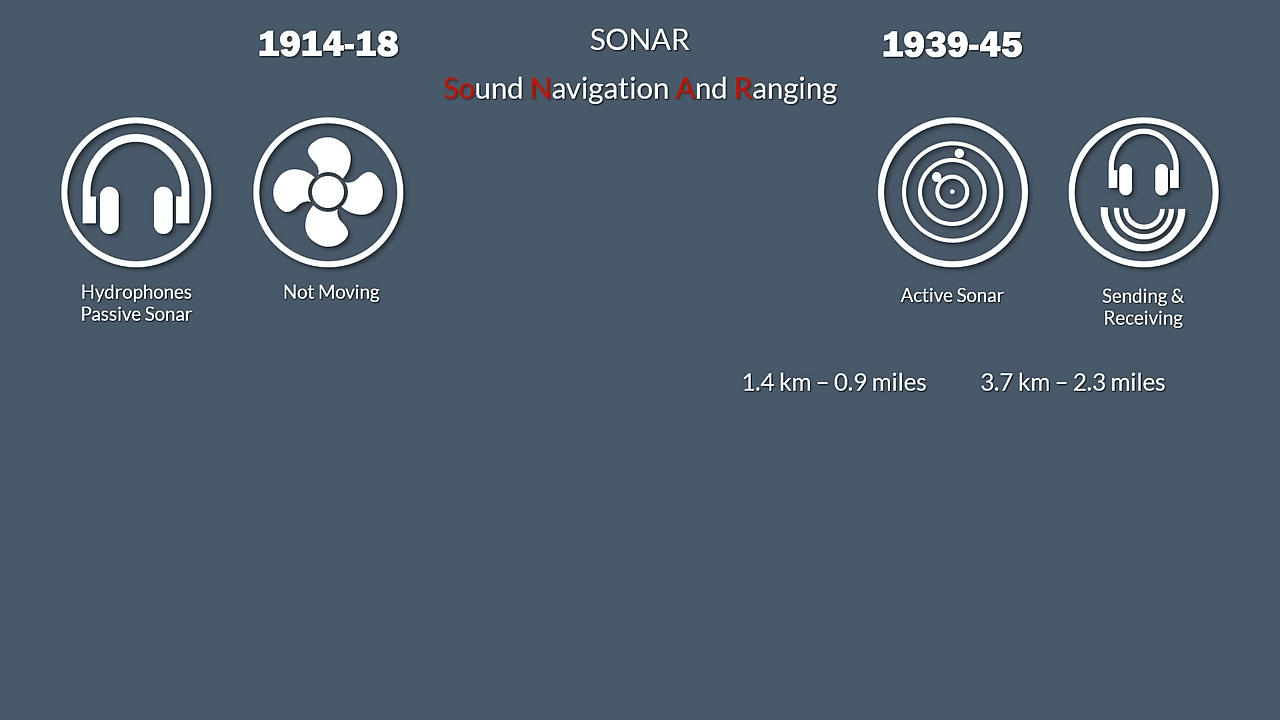 1914-18
SONAR
1939-45
Sound Navigation And Ranging
Hydrophones
Passive Sonar
Not Moving
Active Sonar
Sending &
Receiving
1.4 km – 0.9 miles
3.7 km – 2.3 miles